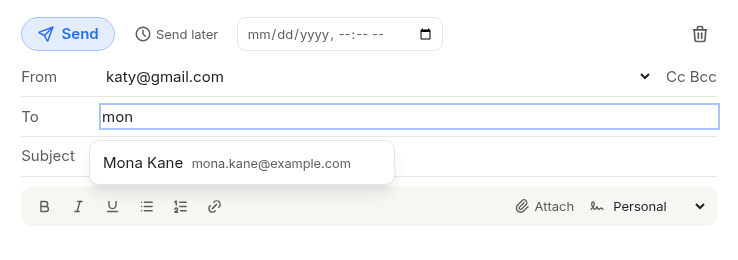 Send Send later mm/dd/yyyy, --:-- --
From katy@gmail.com Cc Bcc
To mon
Mona Kane mona.kane@example.com
Subject
B I U Attach Personal